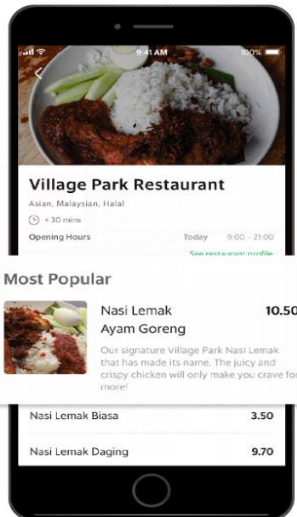 9:41 AM
100%
Village Park Restaurant
Asian, Malaysian, Halal
< 30 mins
Opening Hours Today 9:00 - 21:00
See restaurant profile
Most Popular
Nasi Lemak 10.50
Ayam Goreng
Our signature Village Park Nasi Lemak
that has made its name. The juicy and
crispy chicken will only make you crave for
more!
Nasi Lemak Biasa 3.50
Nasi Lemak Daging 9.70